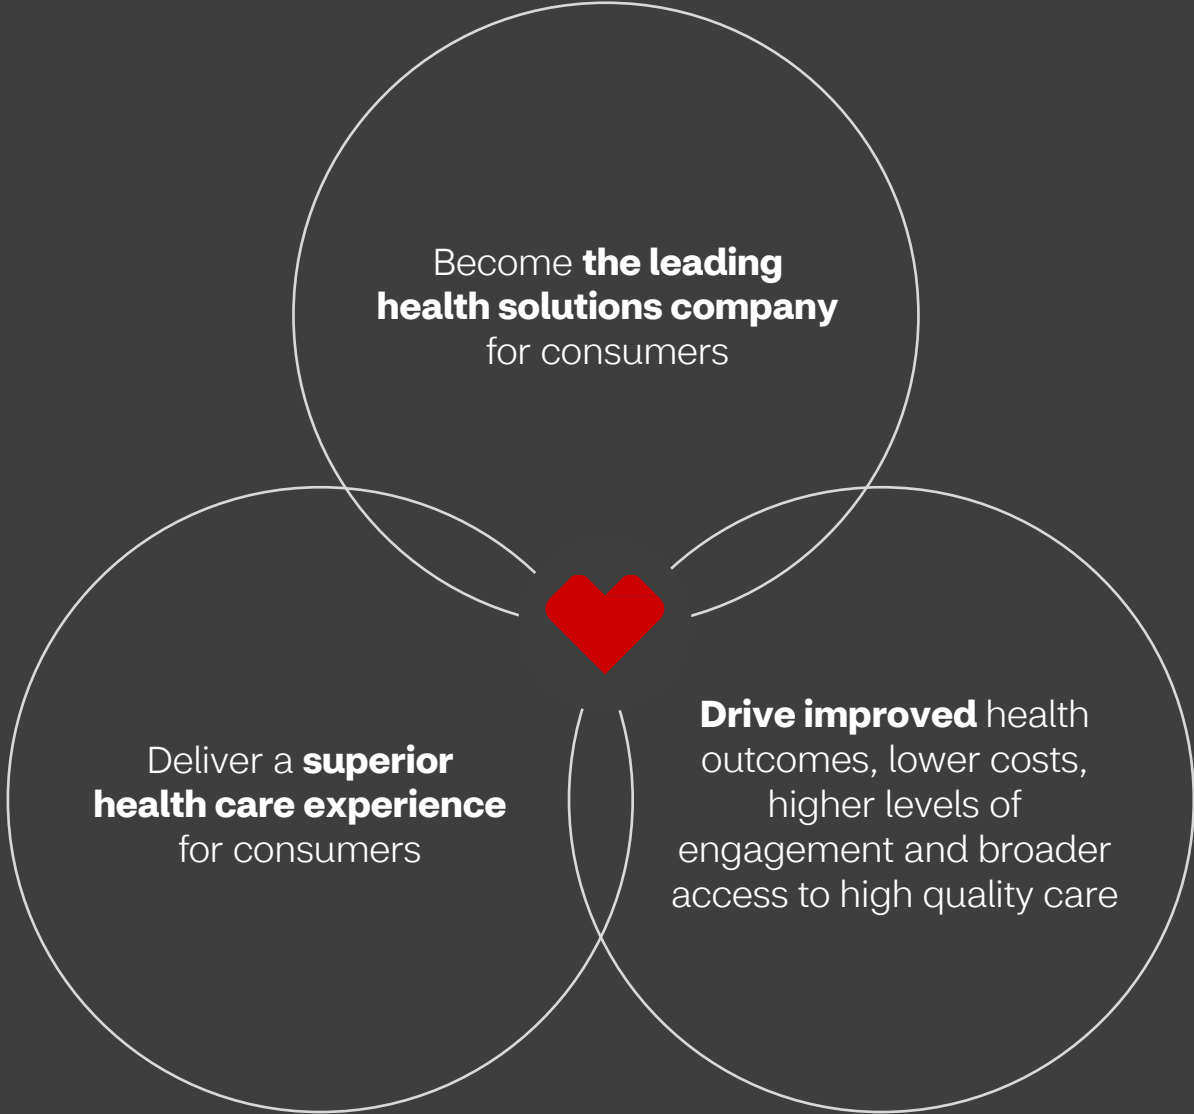 Become the leading
health solutions company
for consumers
Deliver a superior
health care experience
for consumers
Drive improved health
outcomes, lower costs,
higher levels of
engagement and broader
access to high quality care